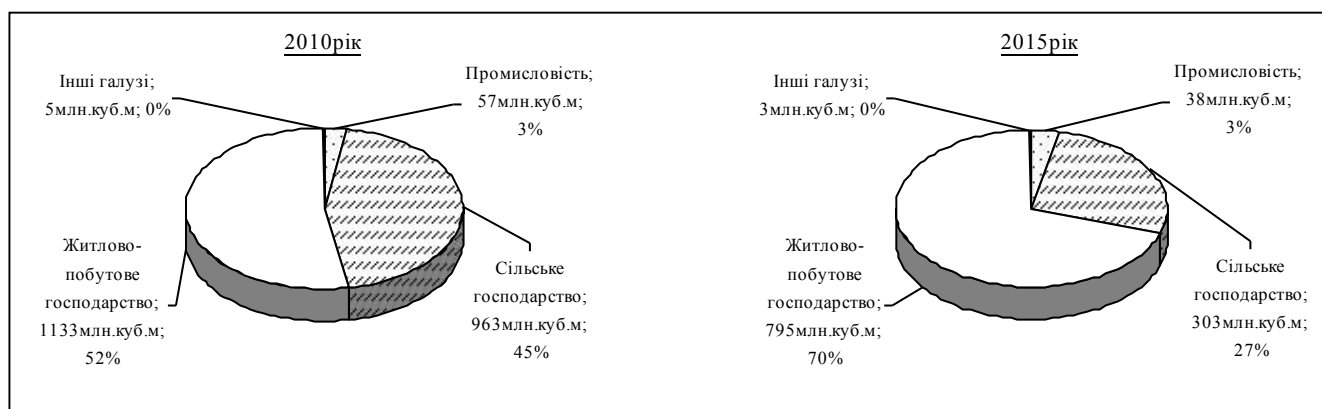 2010рік
Інші галузі;
5млн.куб.м; 0%
Промисловість;
57млн.куб.м;
3%
Житлово-
побутове
господарство;
1133млн.куб.м;
52%
Сільське
господарство;
963млн.куб.м;
45%
2015рік
Інші галузі;
3млн.куб.м; 0%
Промисловість;
38млн.куб.м;
3%
Житлово-
побутове
господарство;
795млн.куб.м;
70%
Сільське
господарство;
303млн.куб.м;
27%